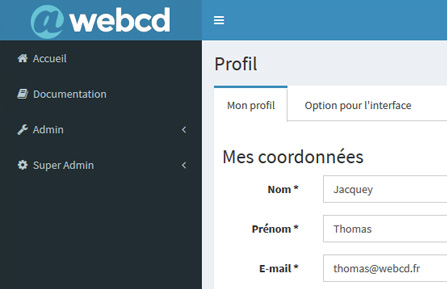 @webcd
Accueil
Documentation
Admin
Super Admin
Profil
Mon profil Option pour l'interface
Mes coordonnées
Nom * Jacquey
Prénom * Thomas
E-mail * thomas@webcd.fr